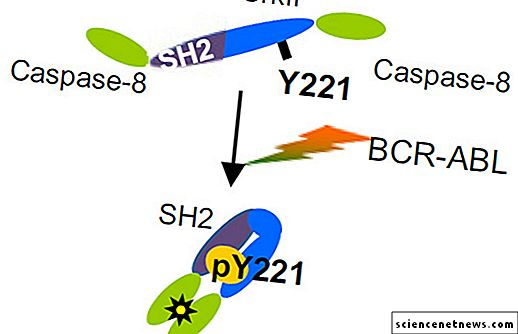 SH2
Caspase-8
Caspase-8
Y221
BCR-ABL
SH2
pY221
sciencenetnews.com